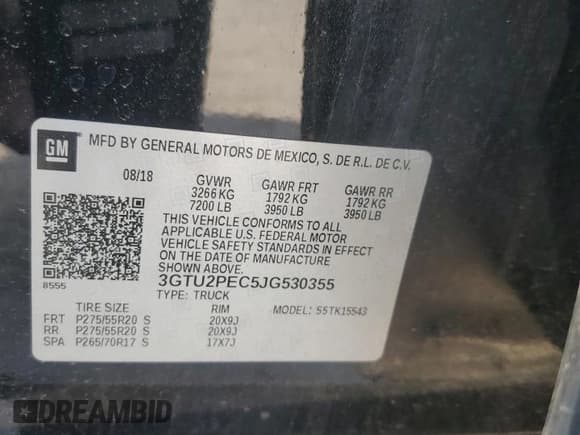 GM
MFD BY GENERAL MOTORS DE MEXICO, S. DE R.L. DE C.V.
08/18 GVWR GAWR FRT GAWR RR
3266 KG 1792 KG 1792 KG
7200 LB 3950 LB 3950 LB
THIS VEHICLE CONFORMS TO ALL
APPLICABLE U.S. FEDERAL MOTOR
VEHICLE SAFETY STANDARDS IN EFFECT
ON THE DATE OF MANUFACTURE
SHOWN ABOVE.
8555 3GTU2PEC5JG530355
TYPE: TRUCK
TIRE SIZE RIM MODEL: 55TK15543
FRT P275/55R20 S 20X9J
RR P275/55R20 S 20X9J
SPA P265/70R17 S 17X7J
DREAMBID